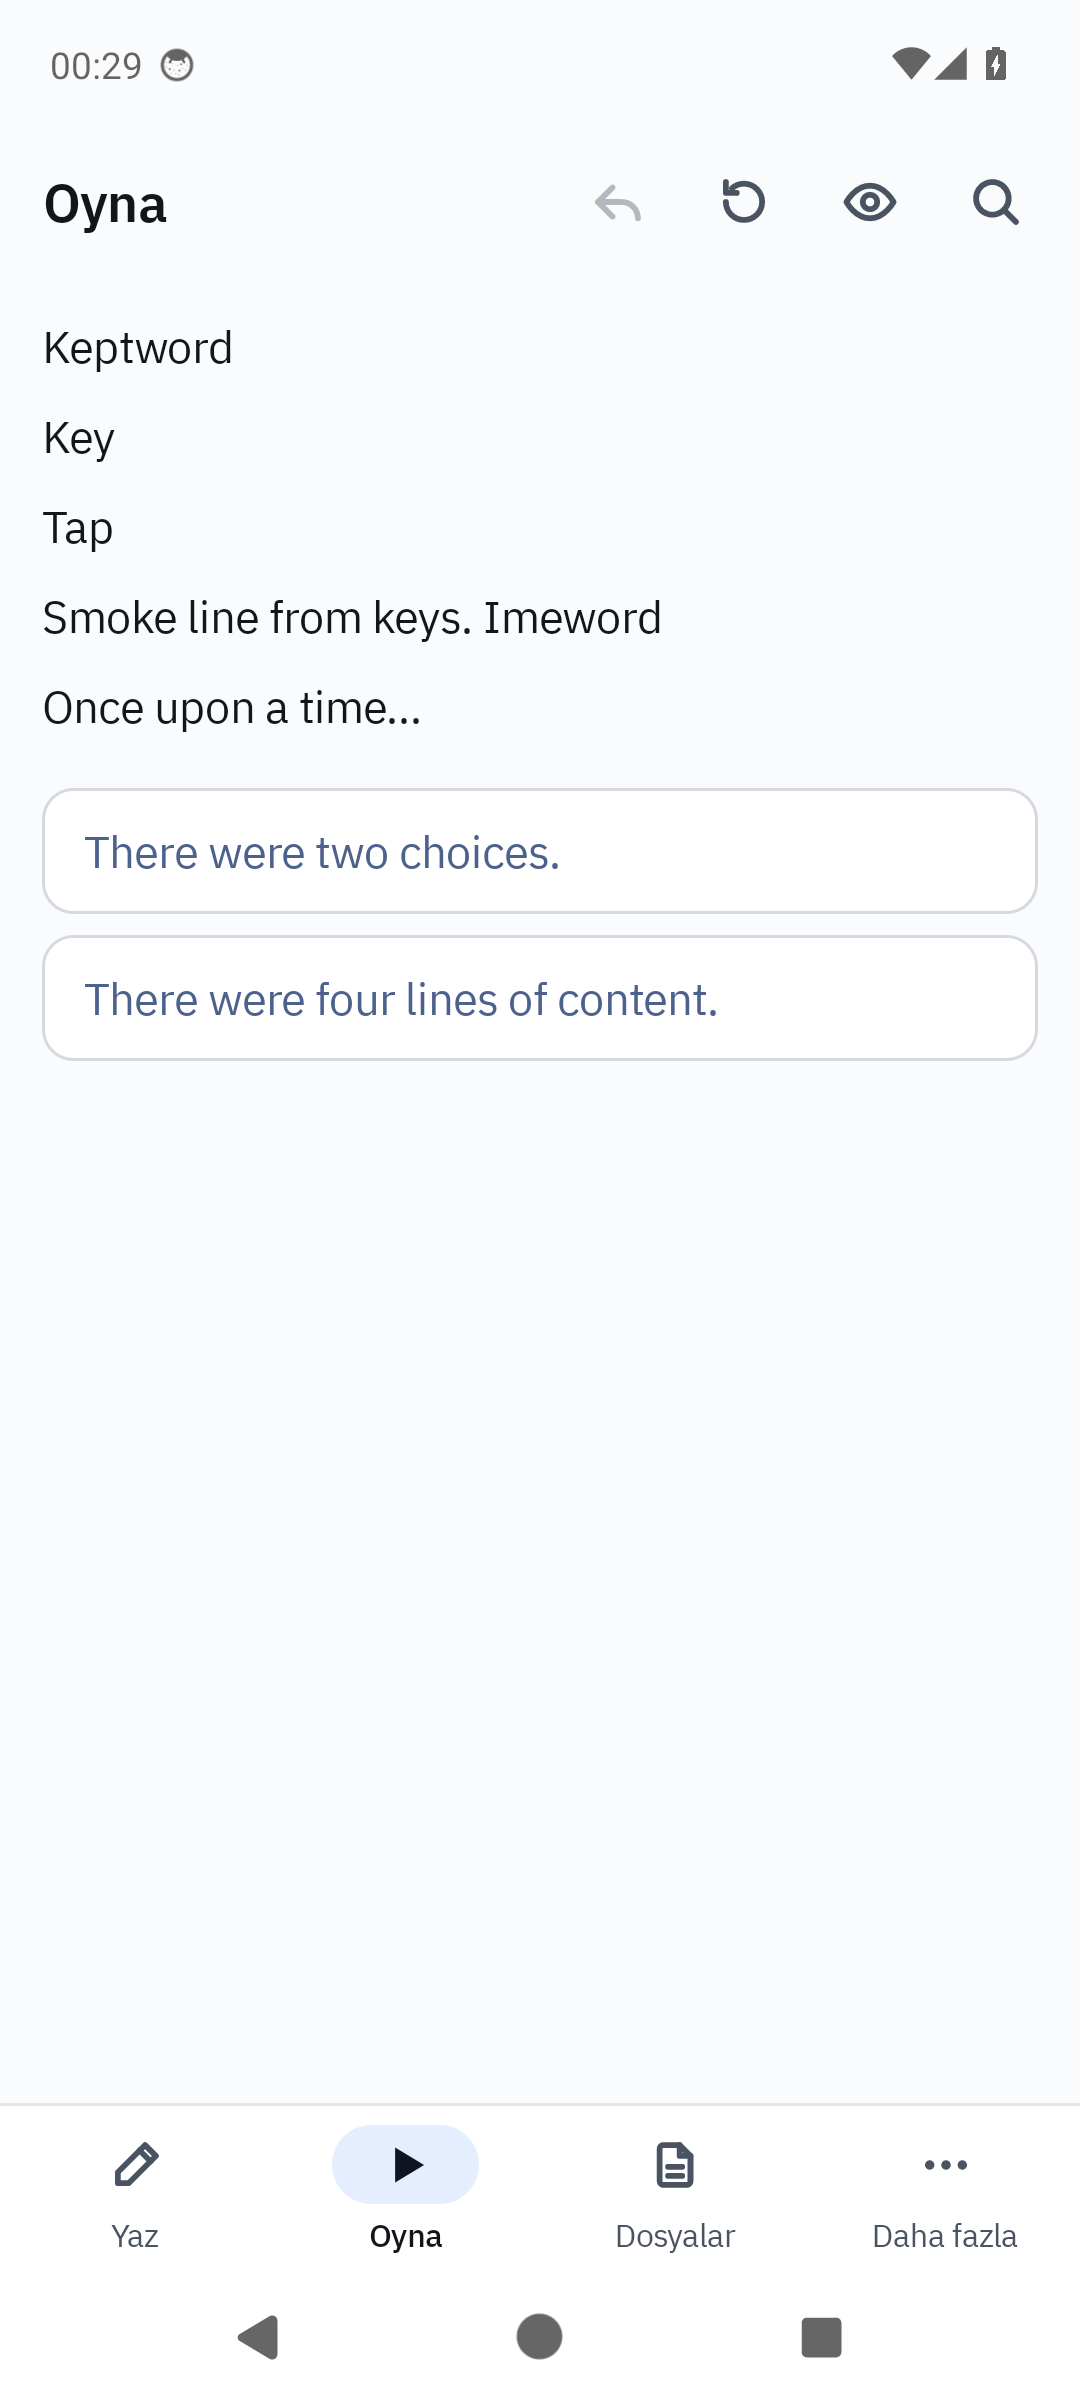 00:29
Oyna
Keptword
Key
Tap
Smoke line from keys. Imeword
Once upon a time...
There were two choices.
There were four lines of content.
Yaz
Oyna
Dosyalar
Daha fazla